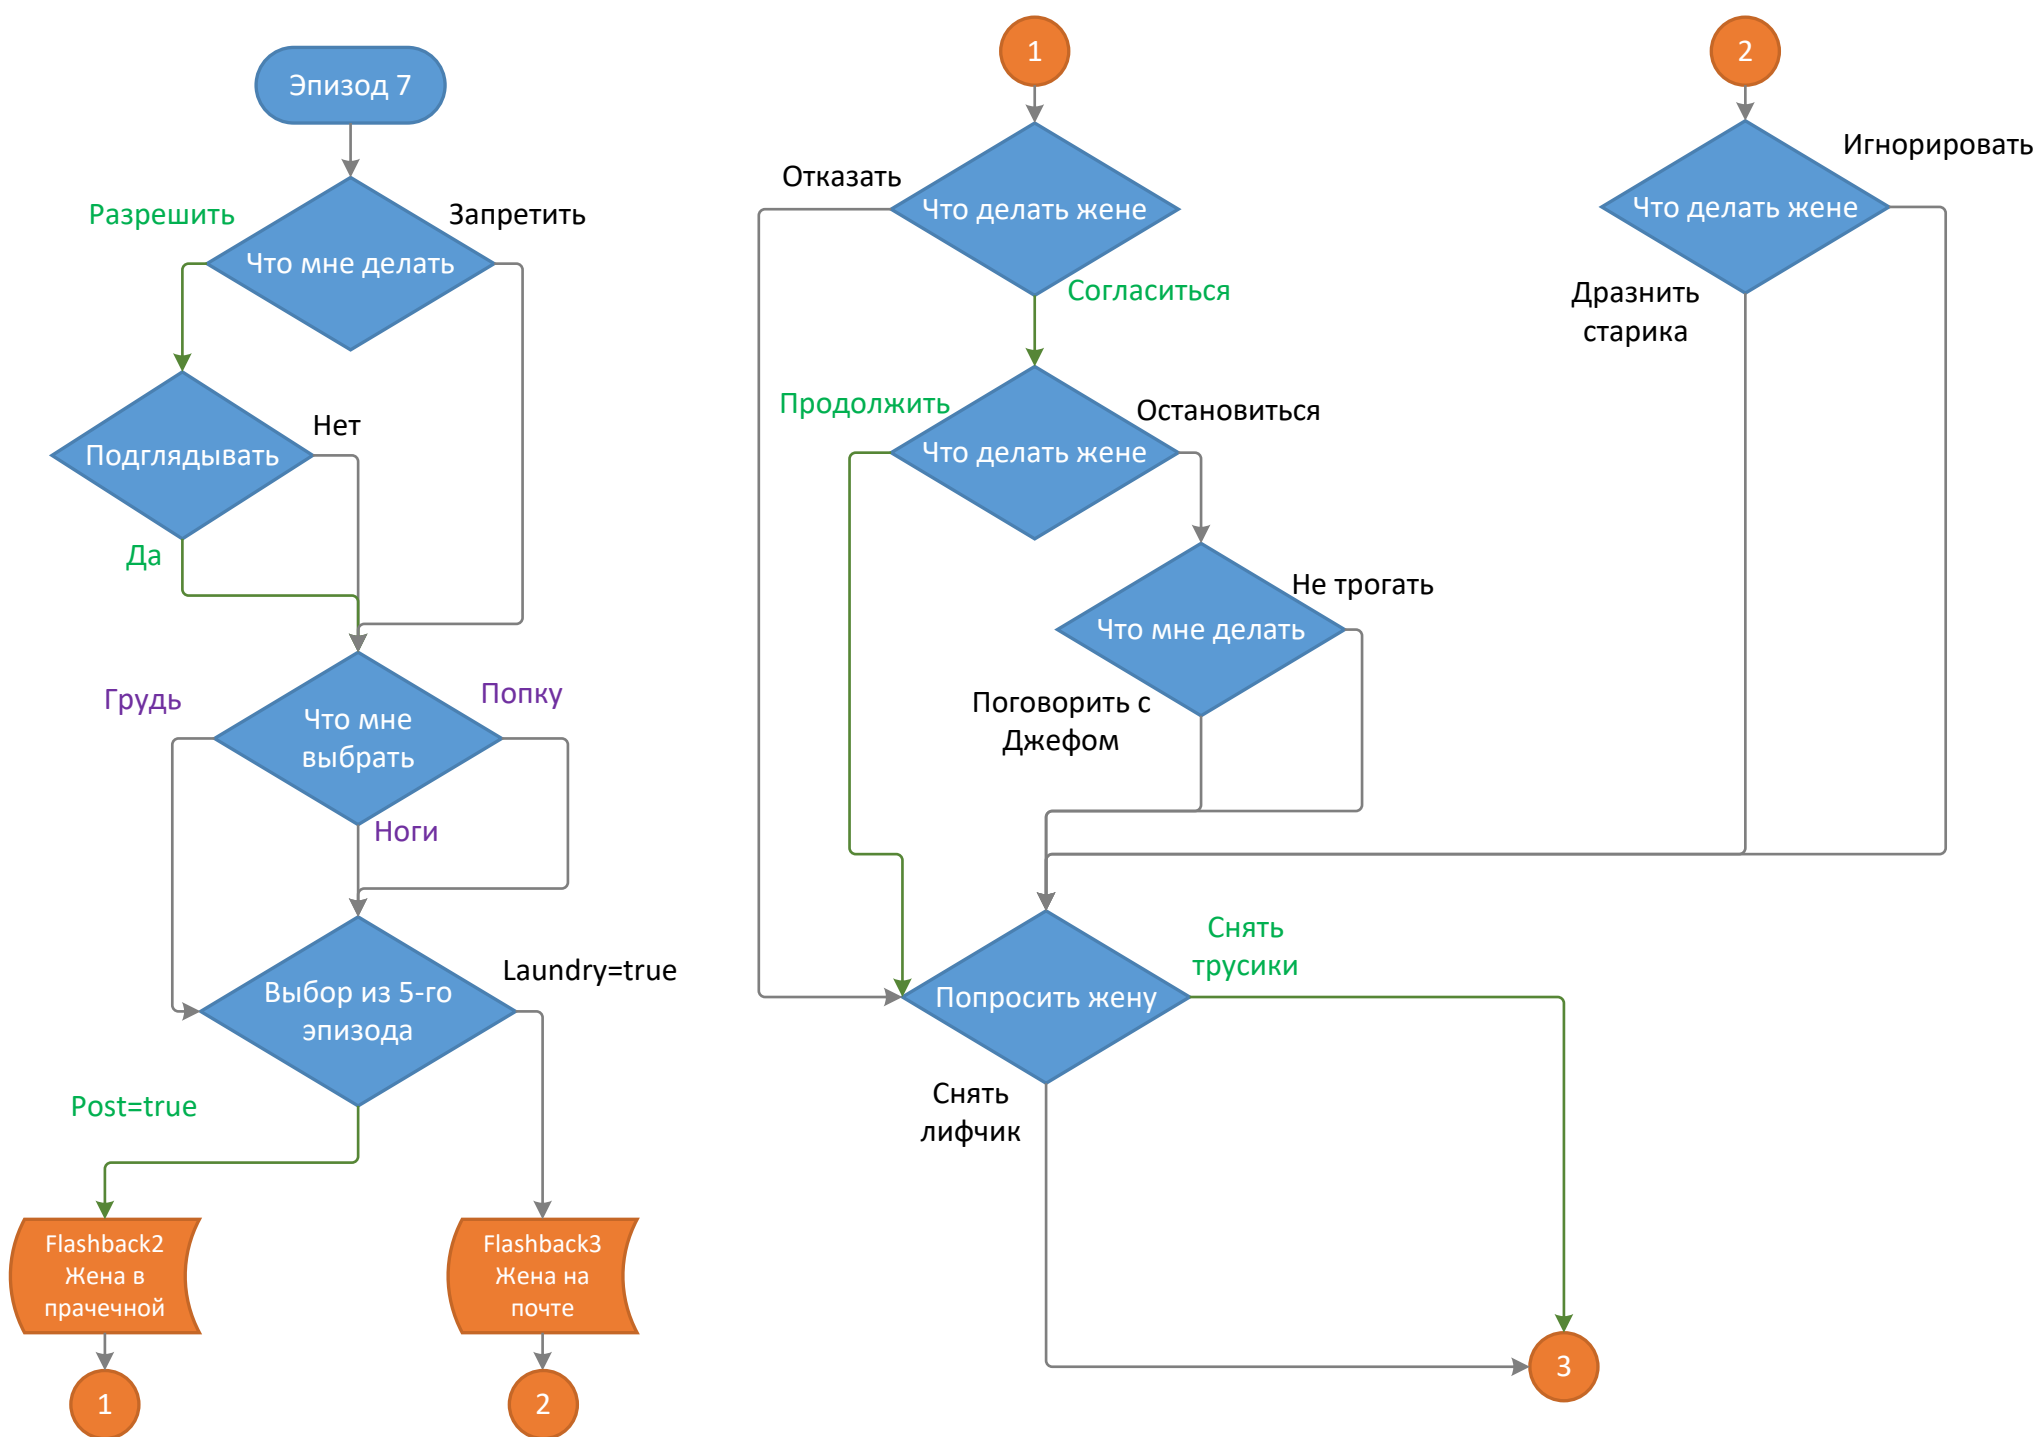 Эпизод 7
Разрешить
Запретить
Что мне делать
Подглядывать
Нет
Да
Грудь
Попку
Что мне
выбрать
Ноги
Laundry=true
Выбор из 5-го
эпизода
Post=true
Flashback2
Жена в
прачечной
Flashback3
Жена на
почте
1
2
1
Отказать
Что делать жене
Согласиться
Продолжить
Остановиться
Что делать жене
Не трогать
Что мне делать
Поговорить с
Джефом
Снять
трусики
Попросить жену
Снять
лифчик
3
2
Игнорировать
Что делать жене
Дразнить
старика